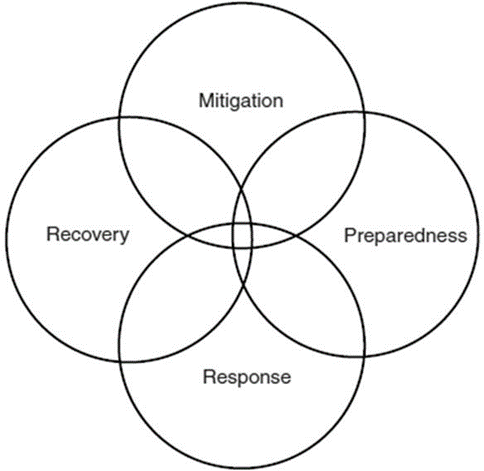 Mitigation
Recovery
Preparedness
Response